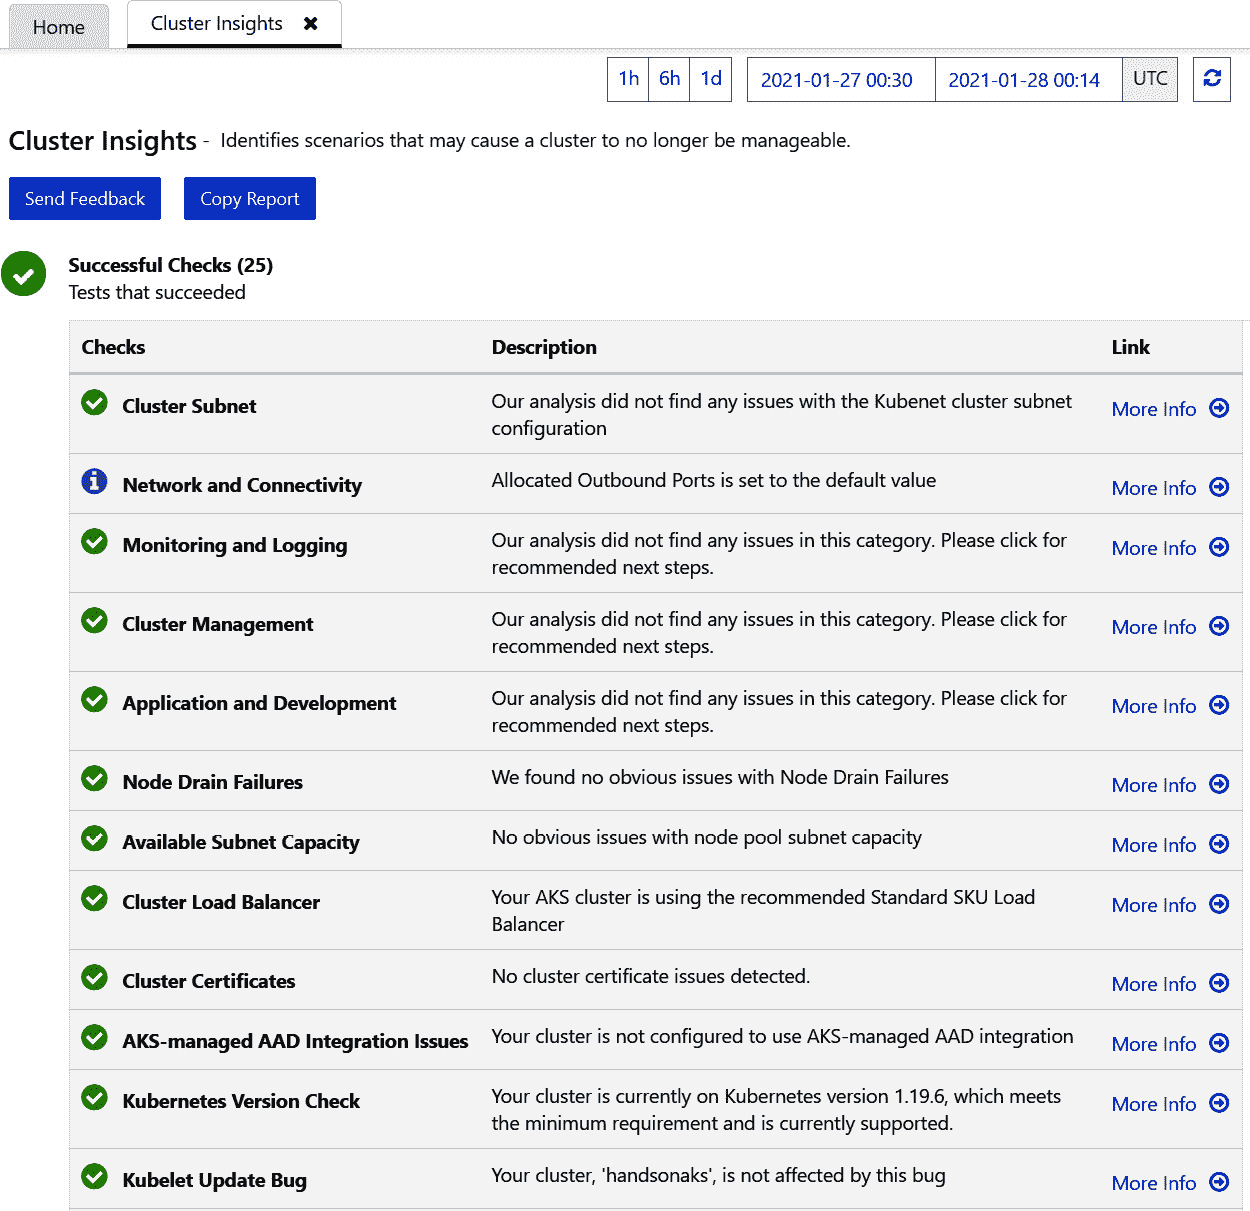 Home
Cluster Insights
1h 6h 1d 2021-01-27 00:30 2021-01-28 00:14 UTC
Cluster Insights - Identifies scenarios that may cause a cluster to no longer be manageable.
Send Feedback Copy Report
Successful Checks (25)
Tests that succeeded
Checks Description Link
Cluster Subnet
Our analysis did not find any issues with the Kubenet cluster subnet
configuration
More Info
Network and Connectivity
Allocated Outbound Ports is set to the default value
More Info
Monitoring and Logging
Our analysis did not find any issues in this category. Please click for
recommended next steps.
More Info
Cluster Management
Our analysis did not find any issues in this category. Please click for
recommended next steps.
More Info
Application and Development
Our analysis did not find any issues in this category. Please click for
recommended next steps.
More Info
Node Drain Failures
We found no obvious issues with Node Drain Failures
More Info
Available Subnet Capacity
No obvious issues with node pool subnet capacity
More Info
Cluster Load Balancer
Your AKS cluster is using the recommended Standard SKU Load
Balancer
More Info
Cluster Certificates
No cluster certificate issues detected.
More Info
AKS-managed AAD Integration Issues
Your cluster is not configured to use AKS-managed AAD integration
More Info
Kubernetes Version Check
Your cluster is currently on Kubernetes version 1.19.6, which meets
the minimum requirement and is currently supported.
More Info
Kubelet Update Bug
Your cluster, 'handsonaks', is not affected by this bug
More Info